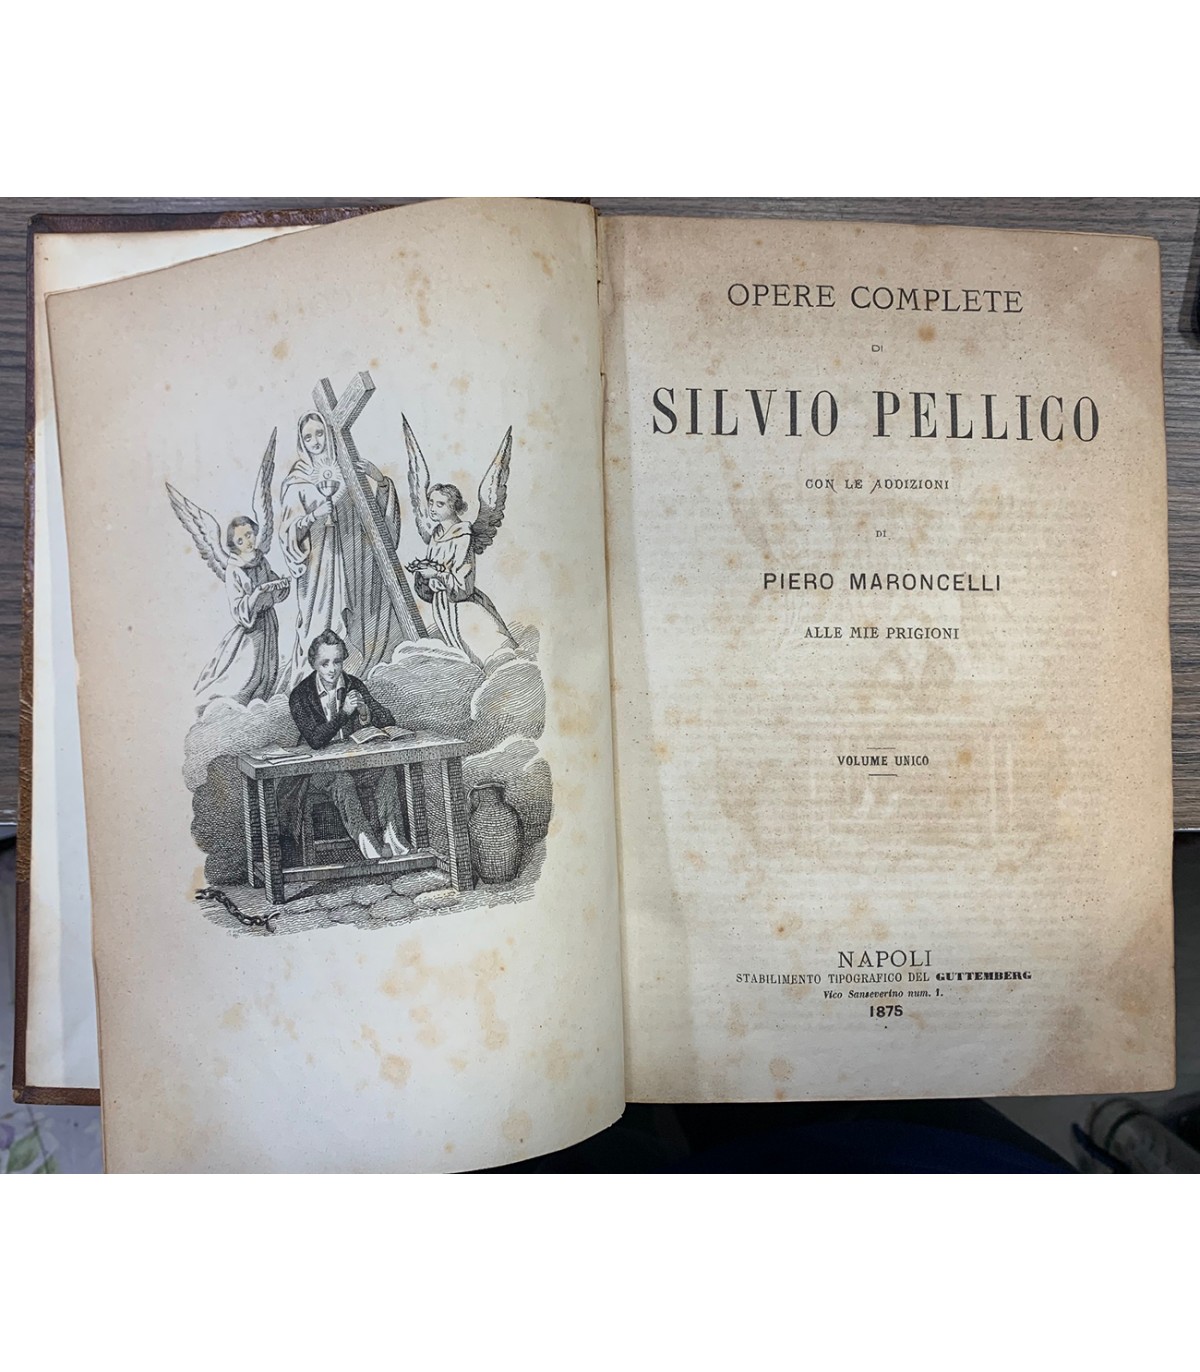 OPERE COMPLETE
DI
SILVIO PELLICO
CON LE ADDIZIONI
DI
PIERO MARONCELLI
ALLE MIE PRIGIONI
VOLUME UNICO
NAPOLI
STABILIMENTO TIPOGRAFICO DEL GUTTEMBERG
Vico Sanseverino num. 1.
1875